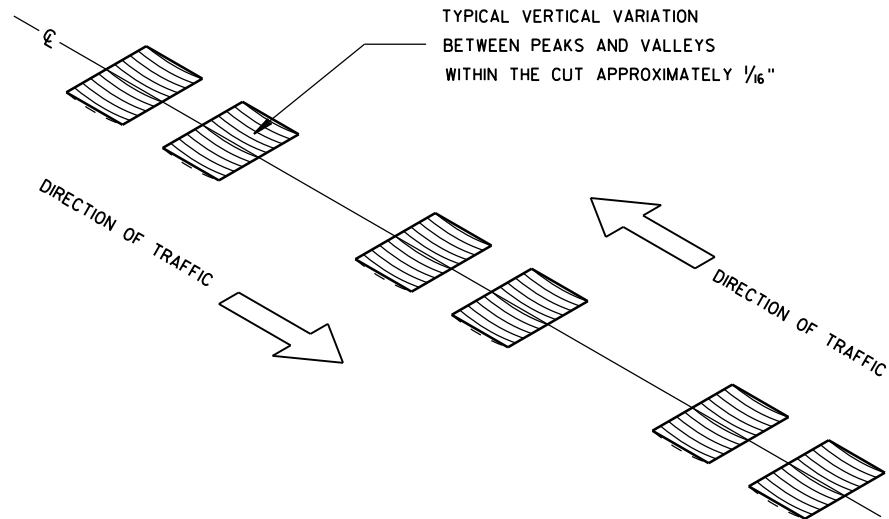 ℄
TYPICAL VERTICAL VARIATION
BETWEEN PEAKS AND VALLEYS
WITHIN THE CUT APPROXIMATELY 1/16"
DIRECTION OF TRAFFIC
DIRECTION OF TRAFFIC